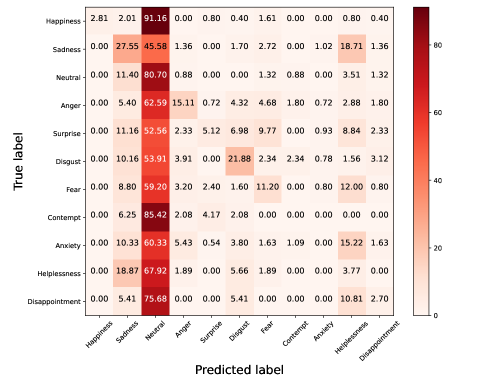 Happiness 2.81 2.01 91.16 0.00 0.80 0.40 1.61 0.00 0.00 0.80 0.40
Sadness 0.00 27.55 45.58 1.36 0.00 1.70 2.72 0.00 1.02 18.71 1.36
Neutral 0.00 11.40 80.70 0.88 0.00 0.00 1.32 0.88 0.00 3.51 1.32
Anger 0.00 5.40 62.59 15.11 0.72 4.32 4.68 1.80 0.72 2.88 1.80
Surprise 0.00 11.16 52.56 2.33 5.12 6.98 9.77 0.00 0.93 8.84 2.33
Disgust 0.00 10.16 53.91 3.91 0.00 21.88 2.34 2.34 0.78 1.56 3.12
Fear 0.00 8.80 59.20 3.20 2.40 1.60 11.20 0.00 0.80 12.00 0.80
Contempt 0.00 6.25 85.42 2.08 4.17 2.08 0.00 0.00 0.00 0.00 0.00
Anxiety 0.00 10.33 60.33 5.43 0.54 3.80 1.63 1.09 0.00 15.22 1.63
Helplessness 0.00 18.87 67.92 1.89 0.00 5.66 1.89 0.00 0.00 3.77 0.00
Disappointment 0.00 5.41 75.68 0.00 0.00 5.41 0.00 0.00 0.00 10.81 2.70
Happiness Sadness Neutral Anger Surprise Disgust Fear Contempt Anxiety Helplessness Disappointment
Predicted label
True label
80
60
40
20
0